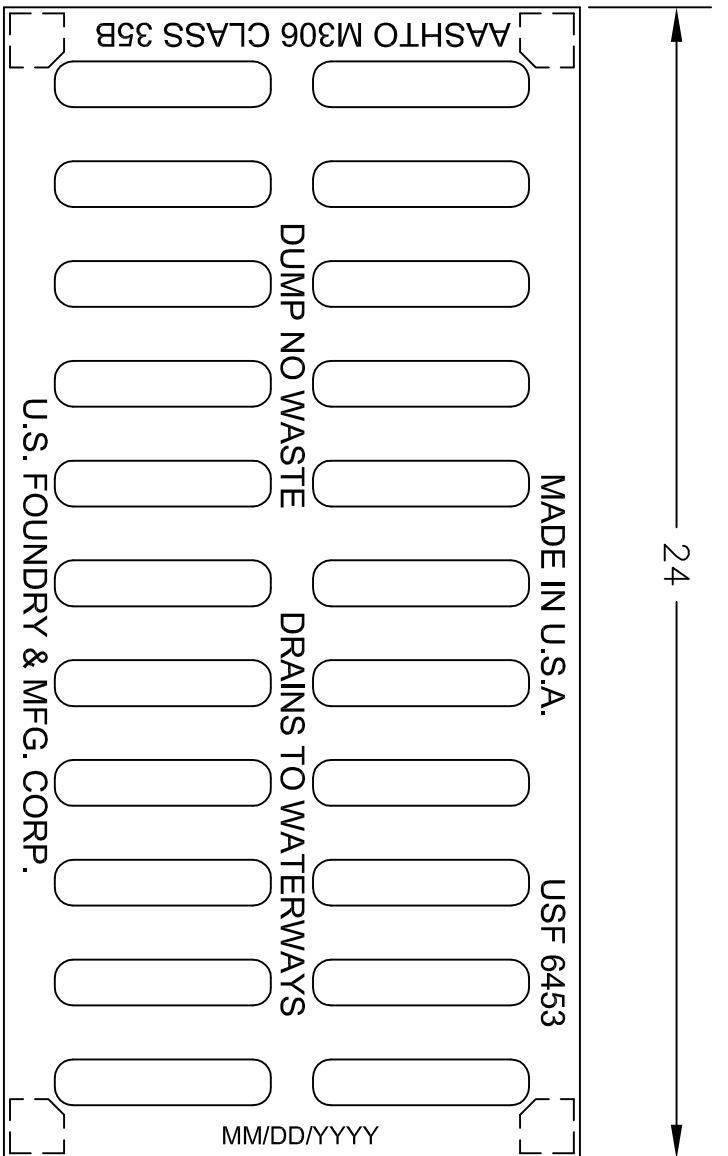 AASHTO M306 CLASS 35B
MADE IN U.S.A.
USF 6453
DUMP NO WASTE
DRAINS TO WATERWAYS
U.S. FOUNDRY & MFG. CORP.
MM/DD/YYYY
24